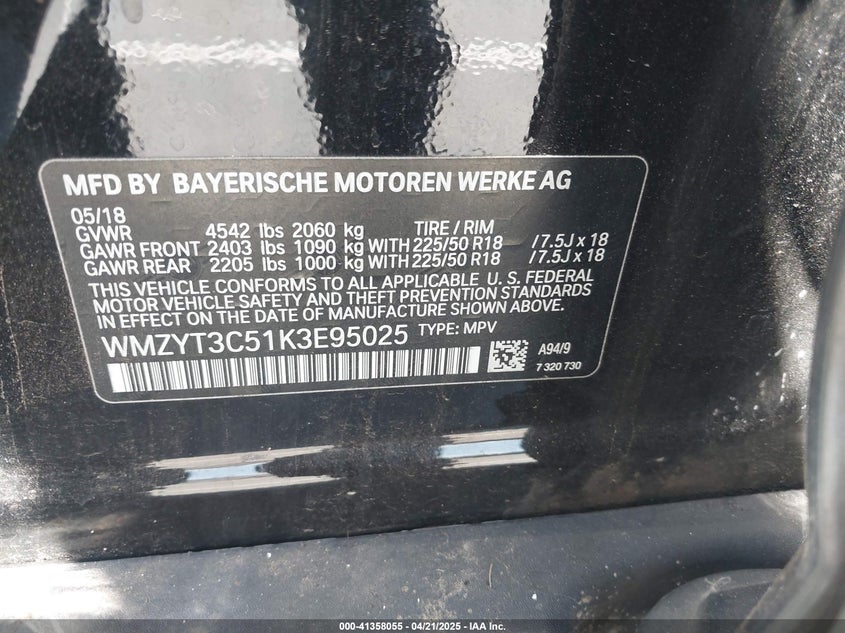 MFD BY BAYERISCHE MOTOREN WERKE AG
05/18
GVWR 4542 lbs 2060 kg TIRE / RIM
GAWR FRONT 2403 lbs 1090 kg WITH 225/50 R18 /7.5J x 18
GAWR REAR 2205 lbs 1000 kg WITH 225/50 R18 /7.5J x 18
THIS VEHICLE CONFORMS TO ALL APPLICABLE U. S. FEDERAL
MOTOR VEHICLE SAFETY AND THEFT PREVENTION STANDARDS
IN EFFECT ON THE DATE OF MANUFACTURE SHOWN ABOVE.
WMZYT3C51K3E95025 TYPE: MPV
A94/9
7 320 730
000-41358055 - 04/21/2025 - IAA Inc.